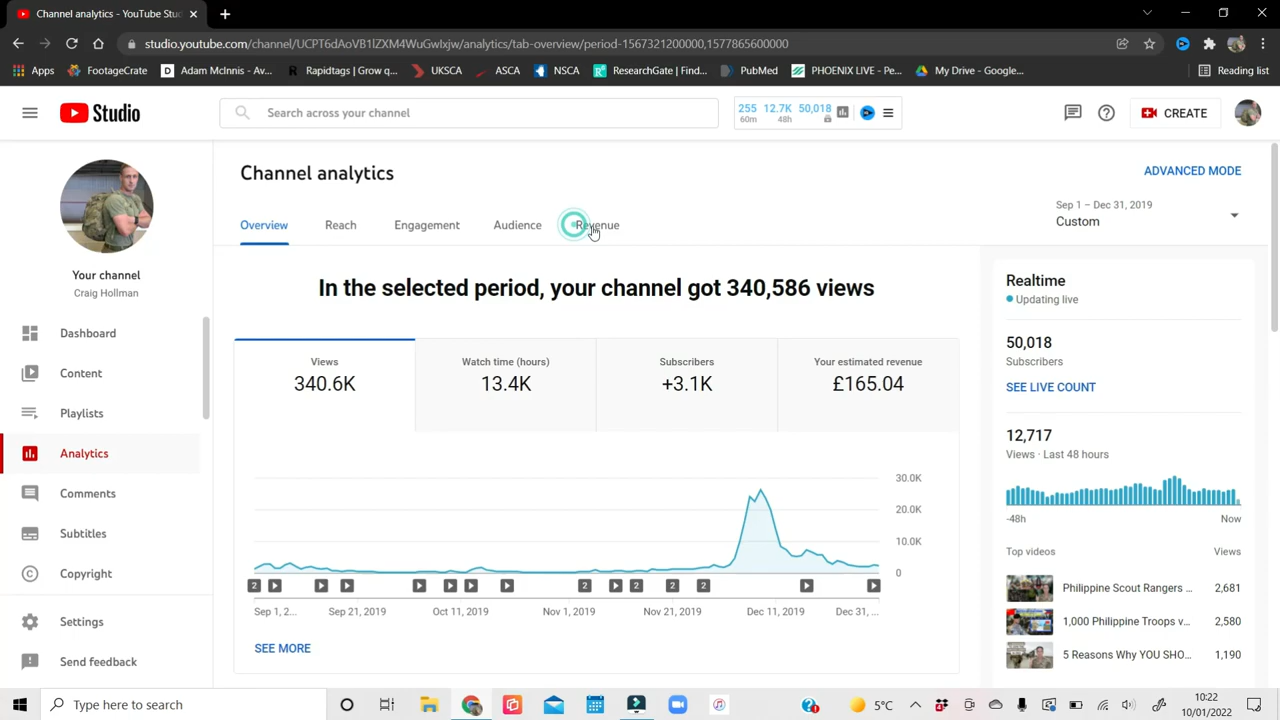 Channel analytics - YouTube Stu
studio.youtube.com/channel/UCPT6dAoVB1lZXM4WuGwIxjw/analytics/tab-overview/period-1567321200000,1577865600000
Apps
FootageCrate
Adam McInnis - Av...
Rapidtags | Grow q...
UKSCA
ASCA
NSCA
ResearchGate | Find...
PubMed
PHOENIX LIVE - Pe...
My Drive - Google...
Reading list
Studio
Search across your channel
255 12.7K 50,018
60m 48h
CREATE
Your channel
Craig Hollman
Dashboard
Content
Playlists
Analytics
Comments
Subtitles
Copyright
Settings
Send feedback
Channel analytics
ADVANCED MODE
Overview
Reach
Engagement
Audience
Revenue
Sep 1 – Dec 31, 2019
Custom
In the selected period, your channel got 340,586 views
Views
340.6K
Watch time (hours)
13.4K
Subscribers
+3.1K
Your estimated revenue
£165.04
30.0K
20.0K
10.0K
0
2
2
2
2
2
Sep 1, 2...
Sep 21, 2019
Oct 11, 2019
Nov 1, 2019
Nov 21, 2019
Dec 11, 2019
Dec 31, ...
SEE MORE
Realtime
Updating live
50,018
Subscribers
SEE LIVE COUNT
12,717
Views · Last 48 hours
-48h
Now
Top videos
Views
Philippine Scout Rangers ...
2,681
1,000 Philippine Troops v...
2,580
5 Reasons Why YOU SHO...
1,190
Type here to search
5°C
10:22
10/01/2022